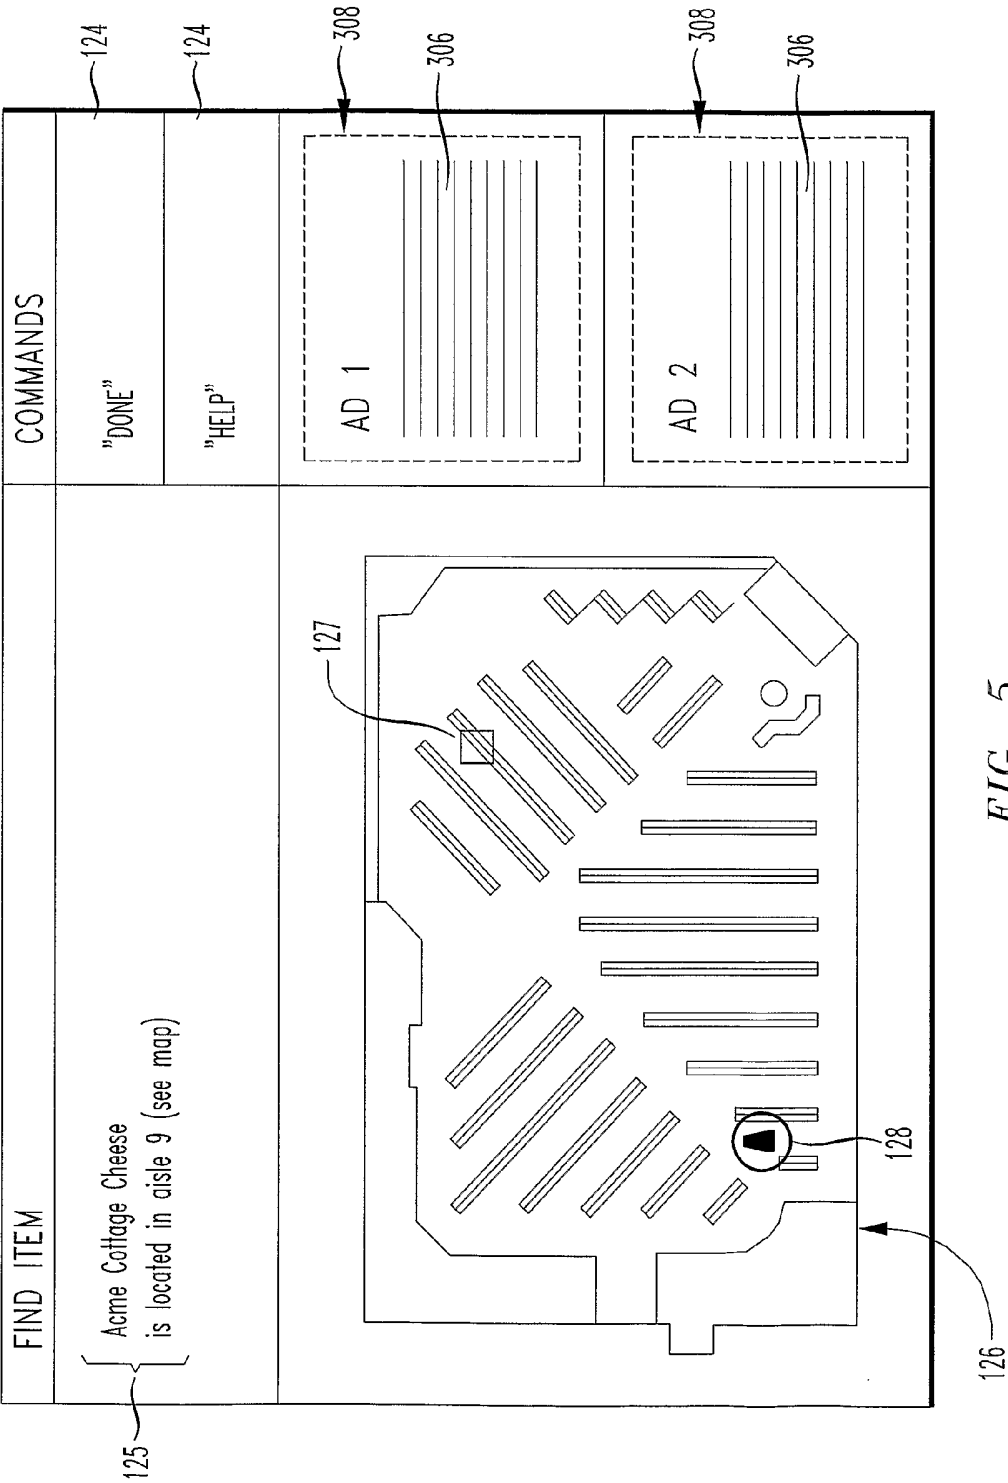 FIND ITEM
COMMANDS
125
Acme Cottage Cheese
is located in aisle 9 (see map)
"DONE"
124
"HELP"
124
127
128
126
AD 1
308
306
AD 2
308
306
FIG. 5